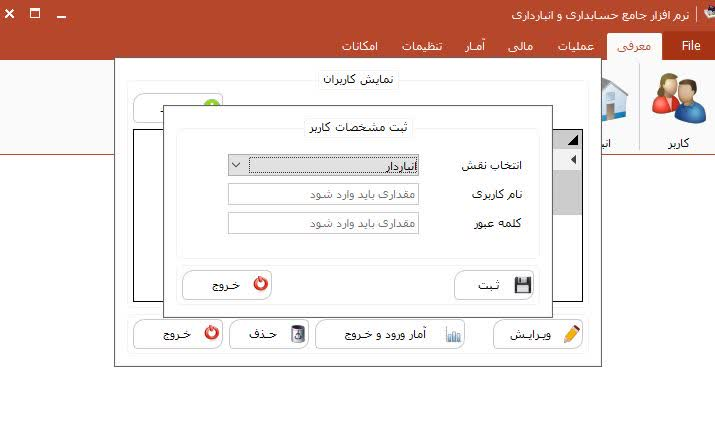 نرم افزار جامع حسابداری و انبارداری
File معرفی عملیات مالی آمار تنظیمات امکانات
کاربر
نمایش کاربران
ثبت مشخصات کاربر
انتخاب نقش انباردار
نام کاربری مقداری باید وارد شود
کلمه عبور مقداری باید وارد شود
ثبت خروج
ویرایش آمار ورود و خروج حذف خروج